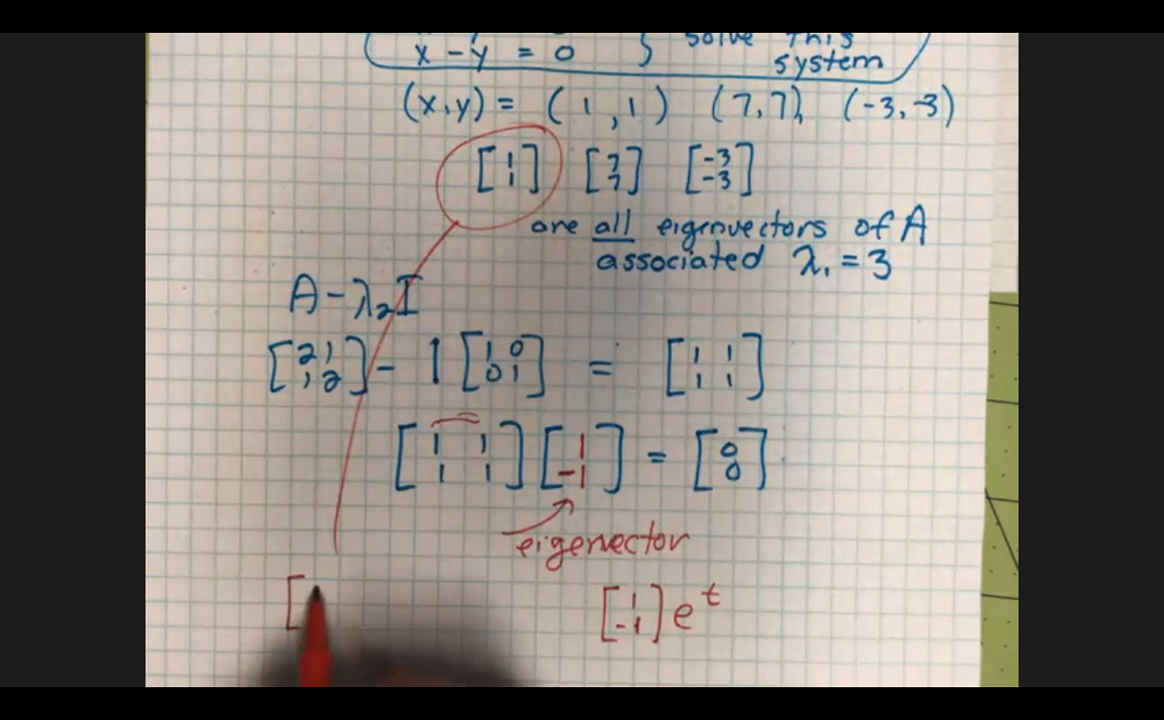 x - y = 0 } solve this
system
(x,y) = (1,1) (7,7), (-3,-3)
[1 1] [7 7] [-3 -3]
are all eigenvectors of A
associated λ₁ = 3
A - λ₂I
[2 1 1 2] - 1 [1 0 0 1] = [1 1 1 1]
[1 1 1 1] [1 -1] = [0 0]
eigenvector
[ [1 -1] e^t